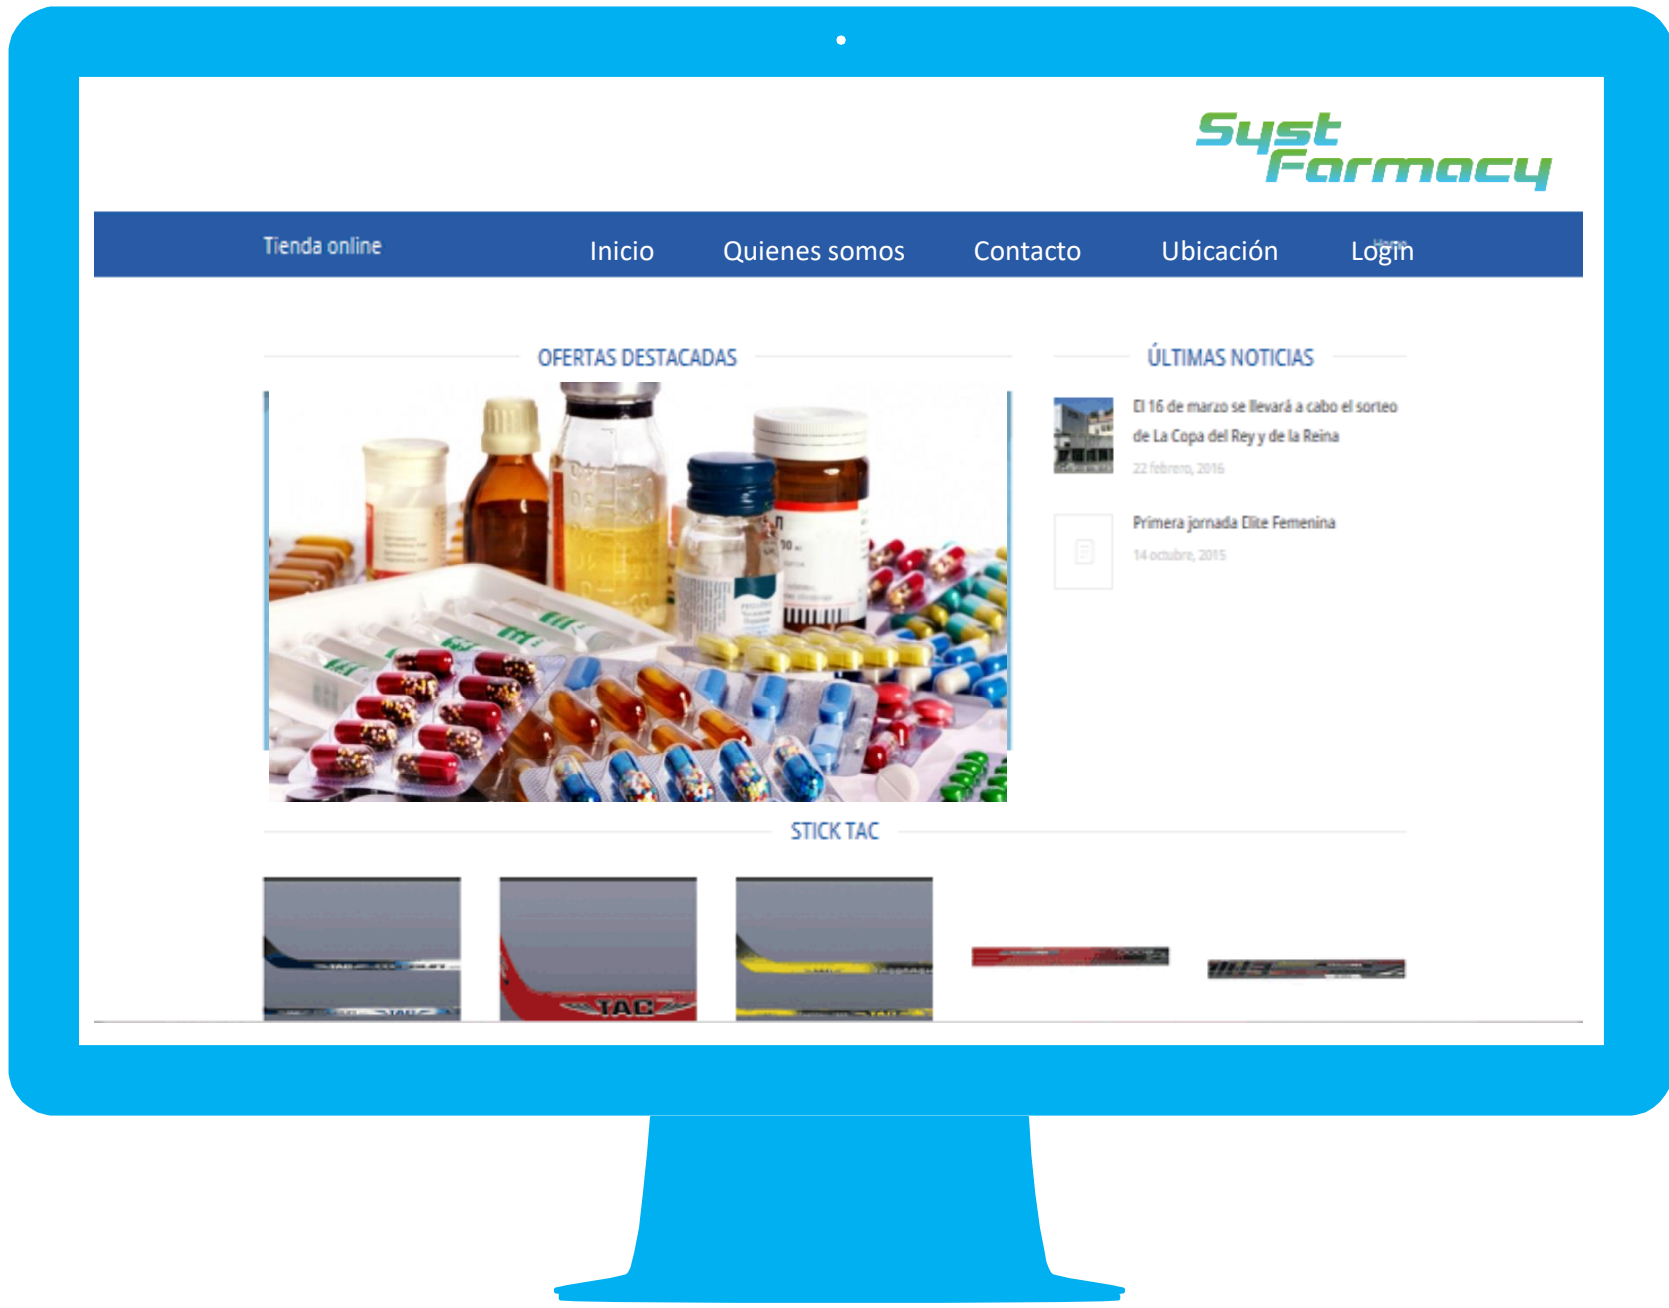 Syst
Farmacy
Tienda online
Inicio
Quienes somos
Contacto
Ubicación
Login
OFERTAS DESTACADAS
ÚLTIMAS NOTICIAS
El 16 de marzo se llevará a cabo el sorteo
de La Copa del Rey y de la Reina
22 febrero, 2016
Primera jornada Elite Femenina
14 octubre, 2015
STICK TAC
TAC
TAC
TAC